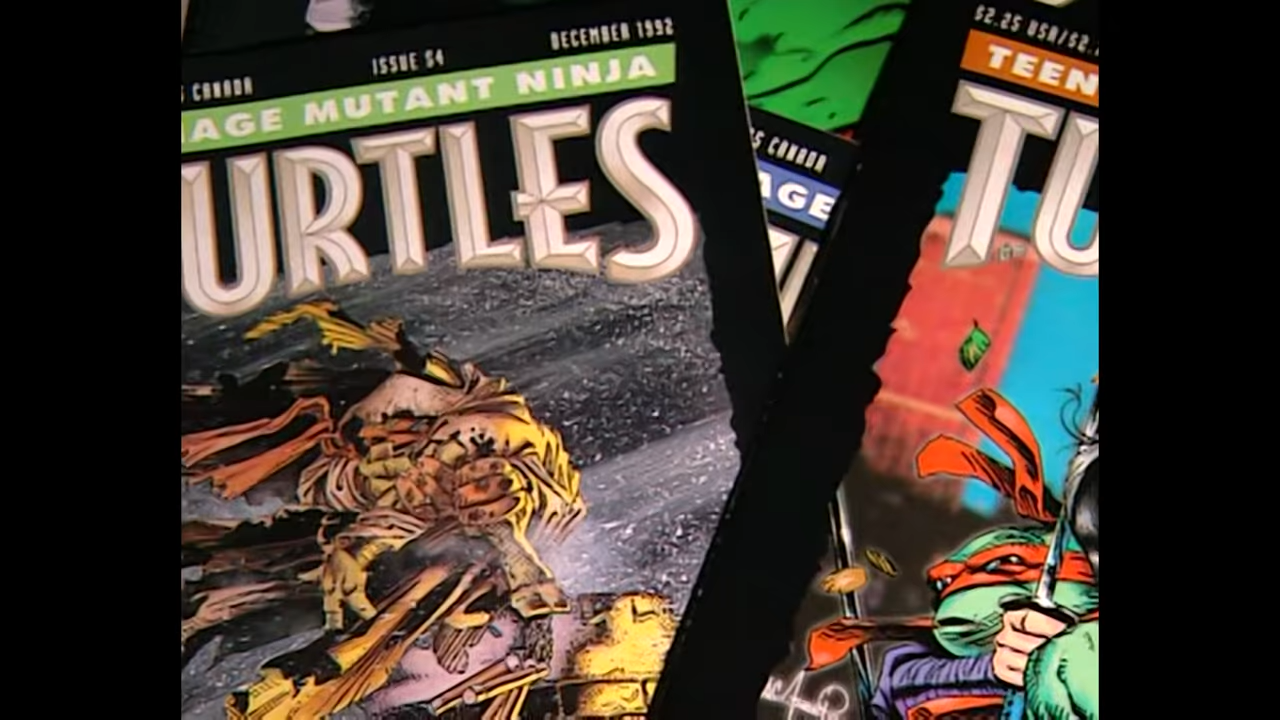 CANADA ISSUE 54 DECEMBER 1992
AGE MUTANT NINJA
URTLES
CANADA
AGE
$2.25 USA/$2.
TEEN
TU